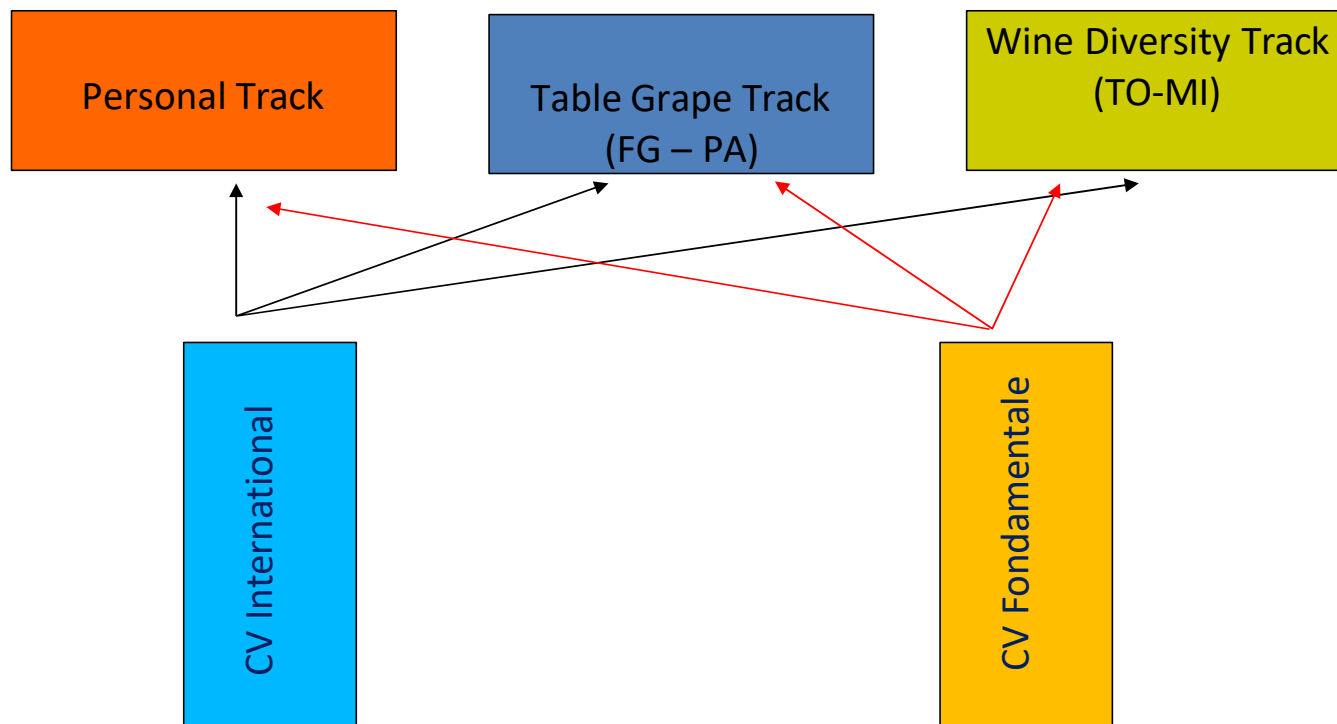 Personal Track
Table Grape Track
(FG – PA)
Wine Diversity Track
(TO-MI)
CV International
CV Fondamentale